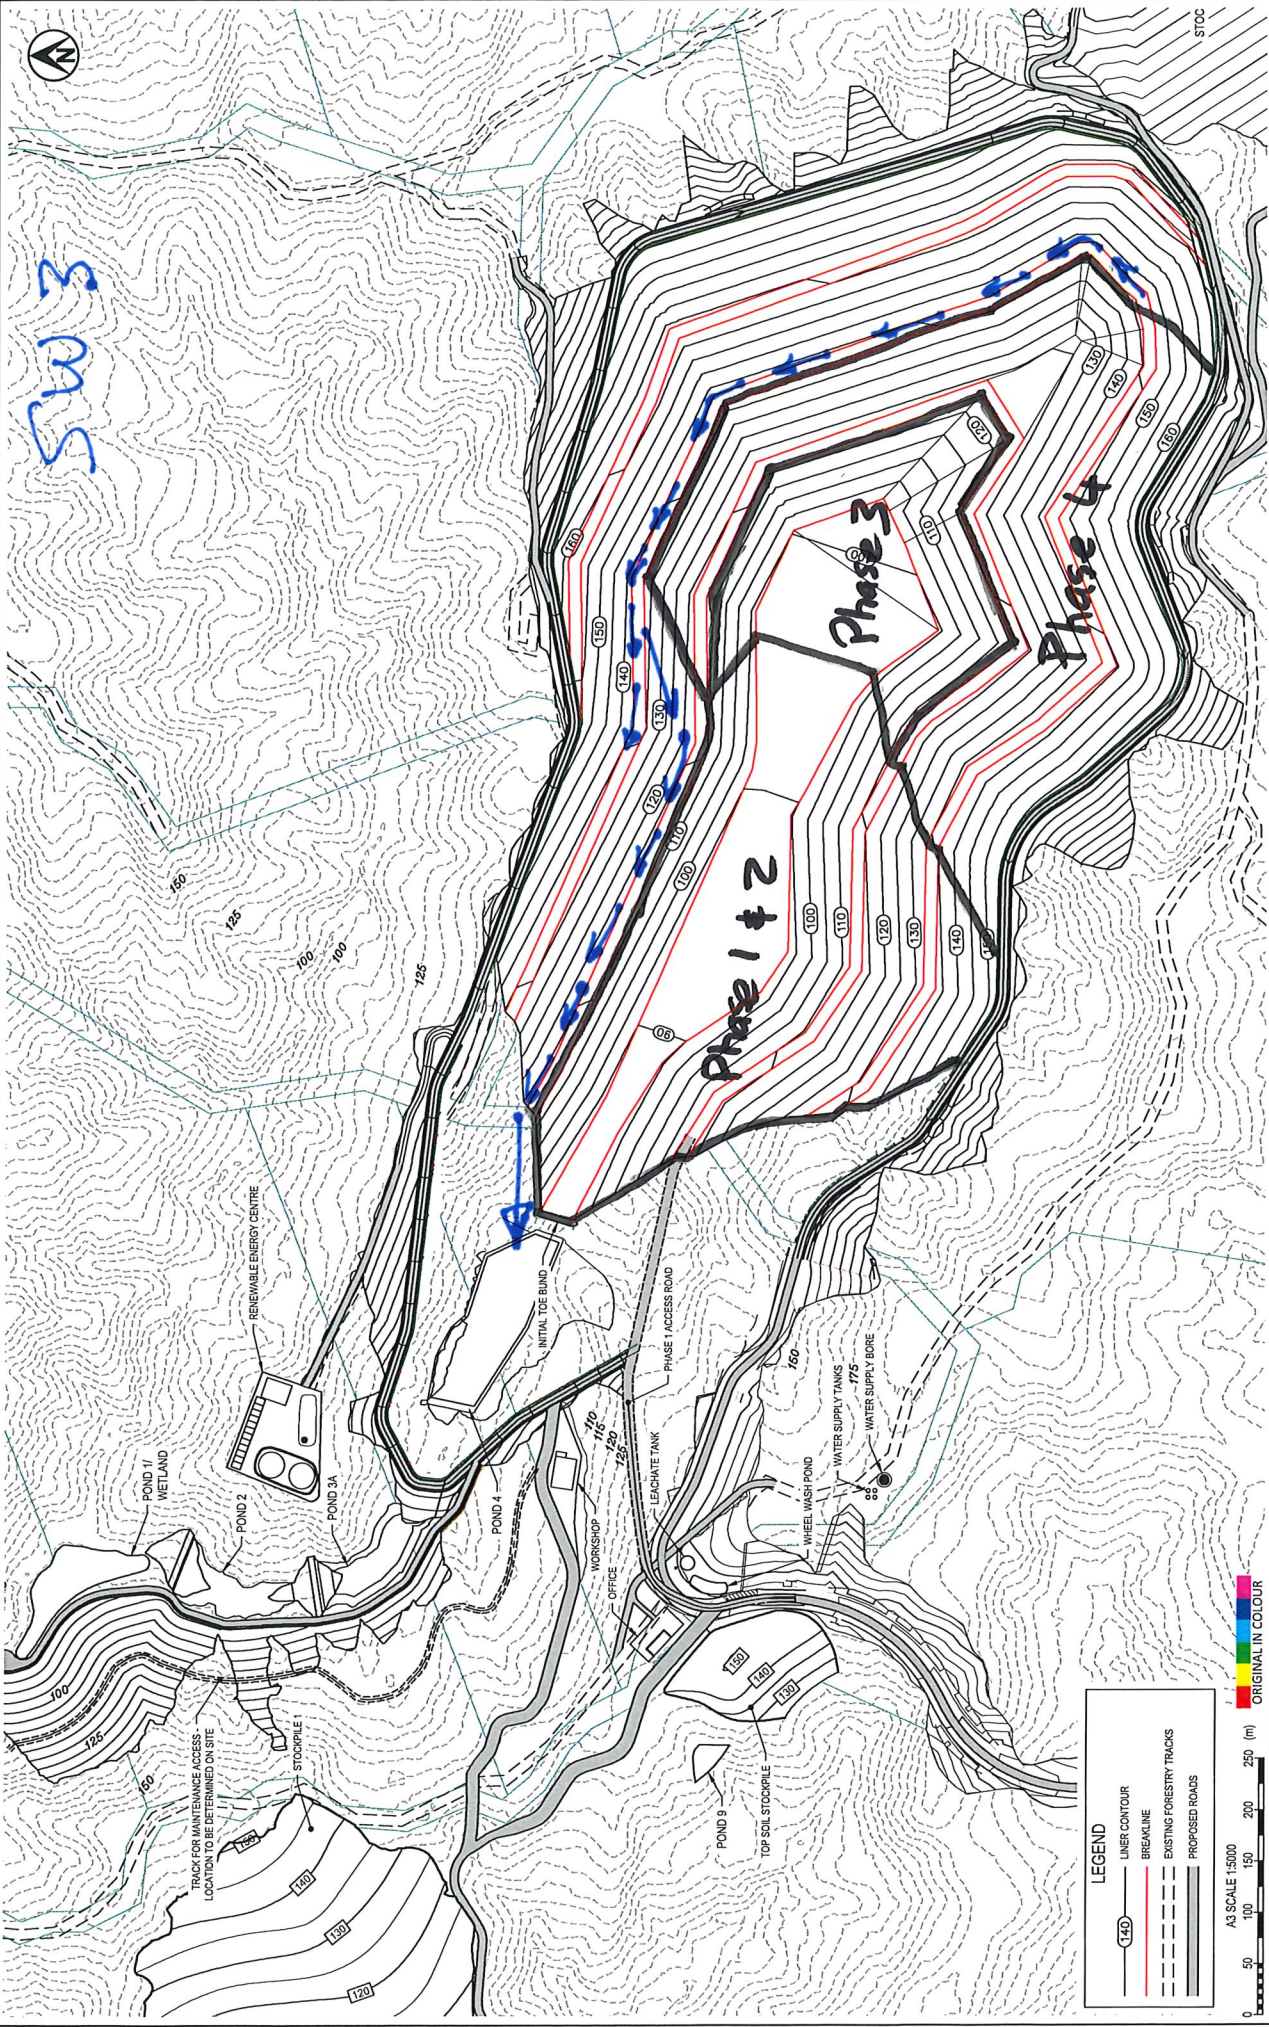 N
SW 3
STOC
150
125
100
100
125
160
150
140
130
120
110
100
90
100
110
120
130
140
120
110
130
140
150
160
Phase 3
Phase 4
Phase 1 & 2
RENEWABLE ENERGY CENTRE
POND 1/
WETLAND
POND 2
POND 3A
POND 4
INITIAL TOE BUND
PHASE 1 ACCESS ROAD
110
115
120
125
WORKSHOP
OFFICE
LEACHATE TANK
WHEEL WASH POND
WATER SUPPLY TANKS
WATER SUPPLY BORE
150
175
TRACK FOR MAINTENANCE ACCESS
LOCATION TO BE DETERMINED ON SITE
STOCKPILE 1
100
125
150
150
140
130
120
POND 9
TOP SOIL STOCKPILE
150
140
130
LEGEND
140
LINER CONTOUR
BREAKLINE
EXISTING FORESTRY TRACKS
PROPOSED ROADS
0 50 100 150 200 250 (m)
A3 SCALE 1:5000
ORIGINAL IN COLOUR